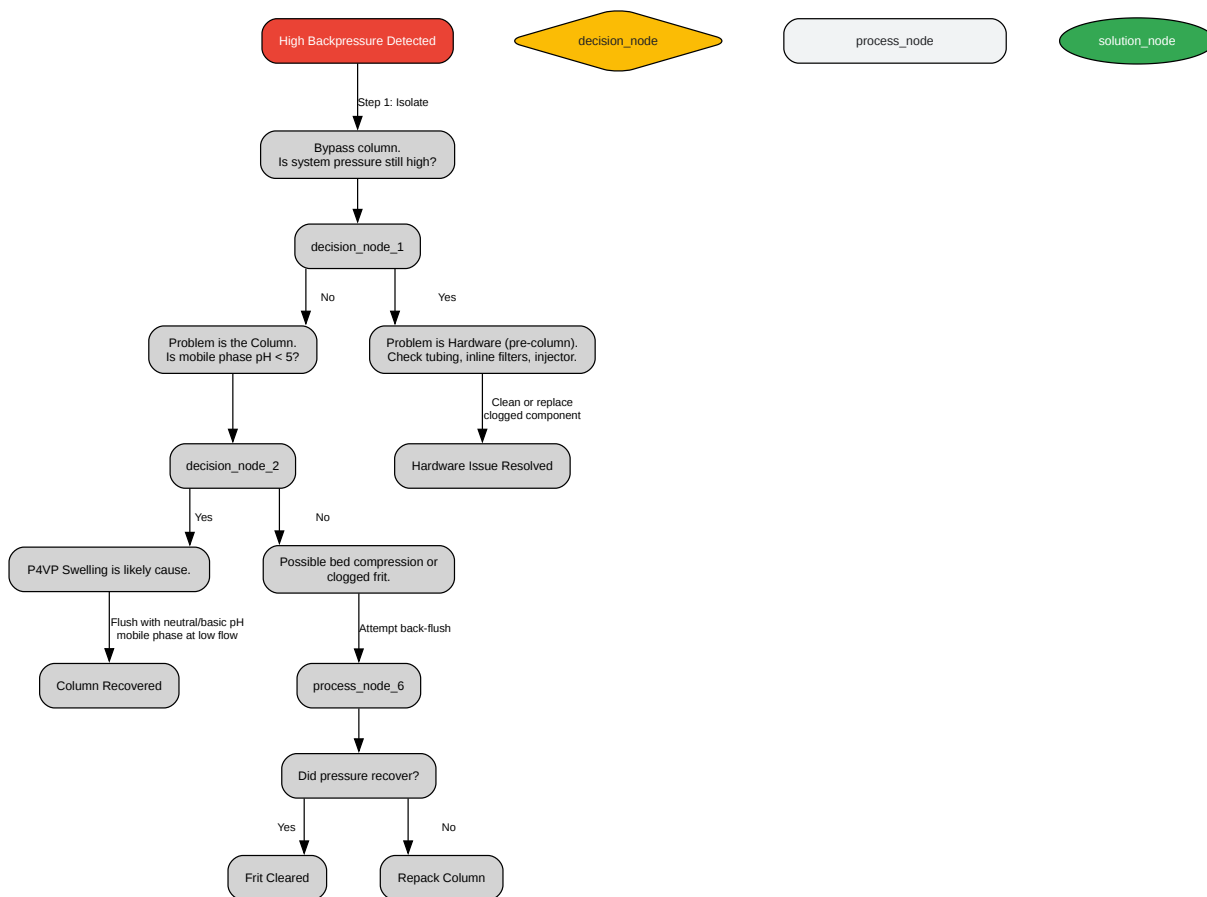 High Backpressure Detected
decision_node
process_node
solution_node
Step 1: Isolate
Bypass column.
Is system pressure still high?
decision_node_1
No
Yes
Problem is the Column.
Is mobile phase pH < 5?
Problem is Hardware (pre-column).
Check tubing, inline filters, injector.
Clean or replace
clogged component
decision_node_2
Hardware Issue Resolved
Yes
No
P4VP Swelling is likely cause.
Possible bed compression or
clogged frit.
Flush with neutral/basic pH
mobile phase at low flow
Attempt back-flush
Column Recovered
process_node_6
Did pressure recover?
Yes
No
Frit Cleared
Repack Column